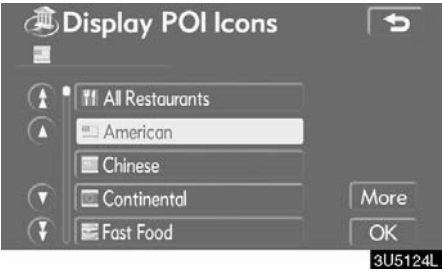 Display POI Icons
All Restaurants
American
Chinese
Continental
More
Fast Food
OK
3U5124L